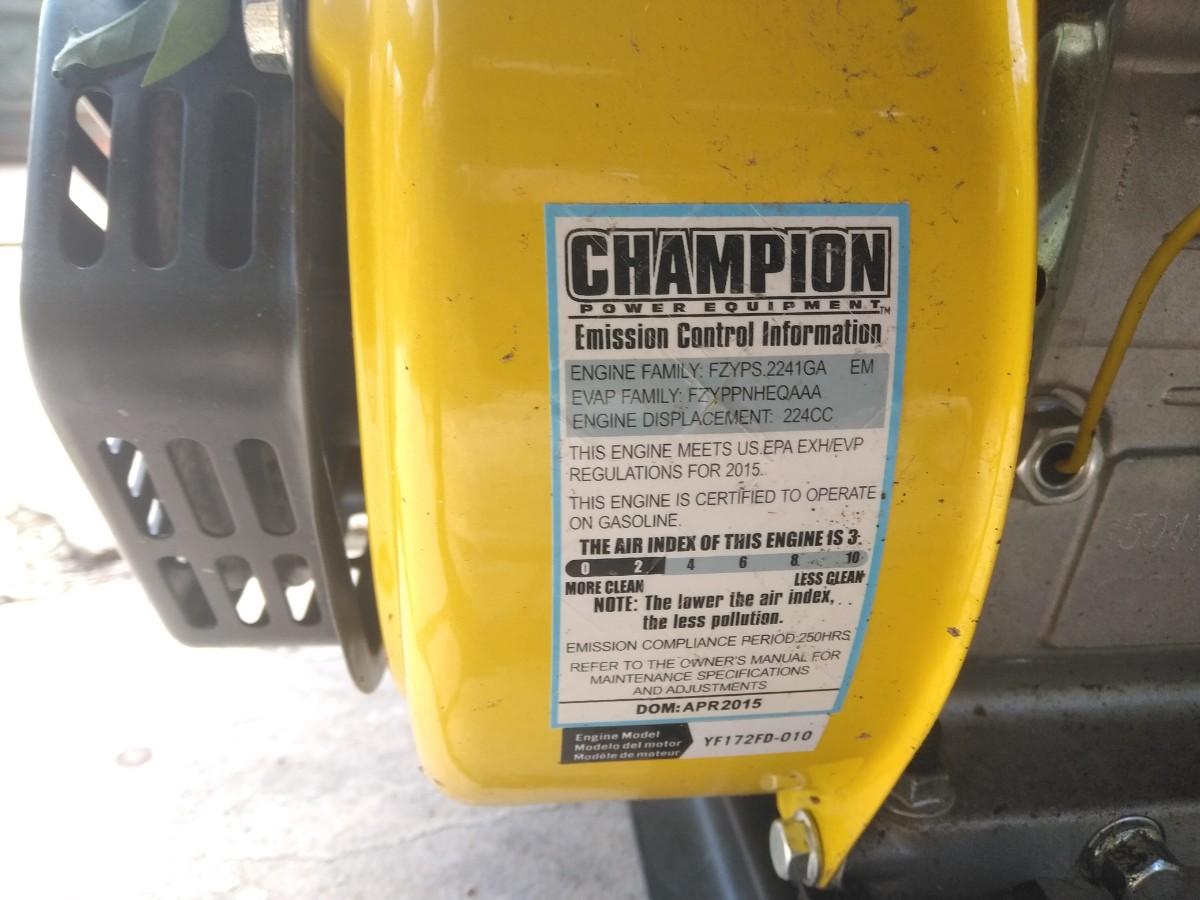 CHAMPION
POWER EQUIPMENT™
Emission Control Information
ENGINE FAMILY: FZYPS.2241GA EM
EVAP FAMILY: FZYPPNHEQAAA
ENGINE DISPLACEMENT: 224CC
THIS ENGINE MEETS US.EPA EXH/EVP
REGULATIONS FOR 2015.
THIS ENGINE IS CERTIFIED TO OPERATE
ON GASOLINE.
THE AIR INDEX OF THIS ENGINE IS 3.
0 2 4 6 8 10
MORE CLEAN LESS CLEAN
NOTE: The lower the air index,
the less pollution.
EMISSION COMPLIANCE PERIOD:250HRS
REFER TO THE OWNER'S MANUAL FOR
MAINTENANCE SPECIFICATIONS
AND ADJUSTMENTS
DOM: APR2015
Engine Model
Modelo del motor
Modèle de moteur
YF172FD-010